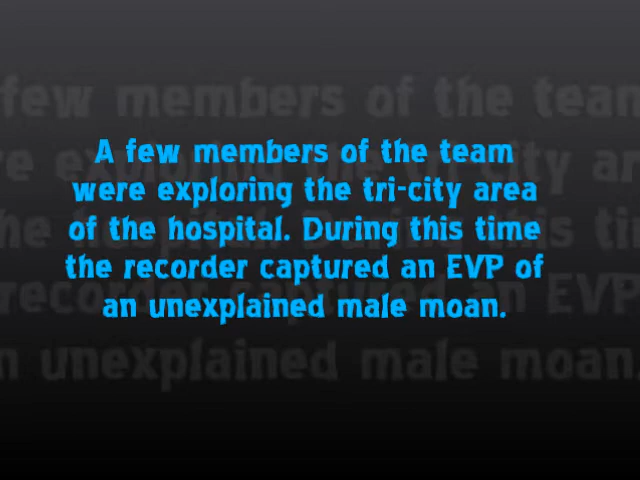 A few members of the team
were exploring the tri-city area
of the hospital. During this time
the recorder captured an EVP of
an unexplained male moan.